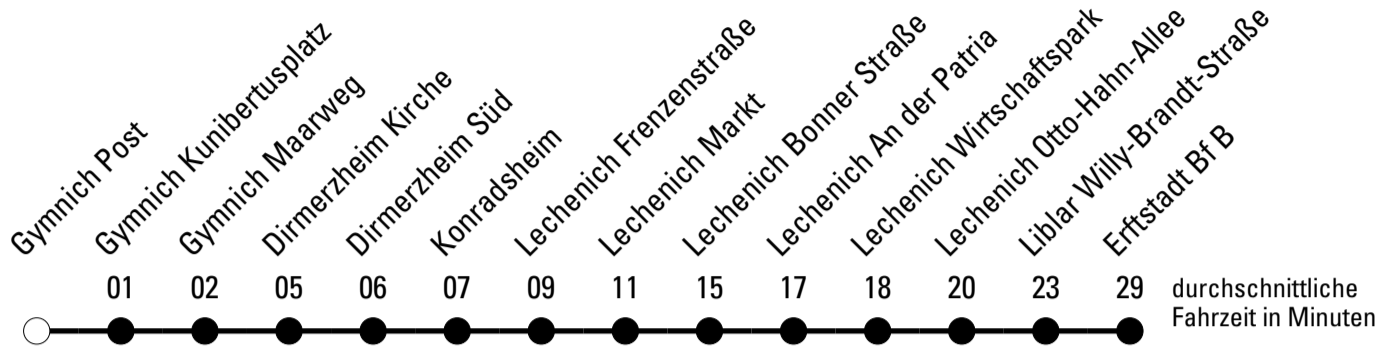 Gymnich Post
Gymnich Kunibertusplatz
Gymnich Maarweg
Dirmerzheim Kirche
Dirmerzheim Süd
Konradsheim
Lechenich Frenzenstraße
Lechenich Markt
Lechenich Bonner Straße
Lechenich An der Patria
Lechenich Wirtschaftspark
Lechenich Otto-Hahn-Allee
Liblar Willy-Brandt-Straße
Erftstadt Bf B
01 02 05 06 07 09 11 15 17 18 20 23 29
durchschnittliche
Fahrzeit in Minuten